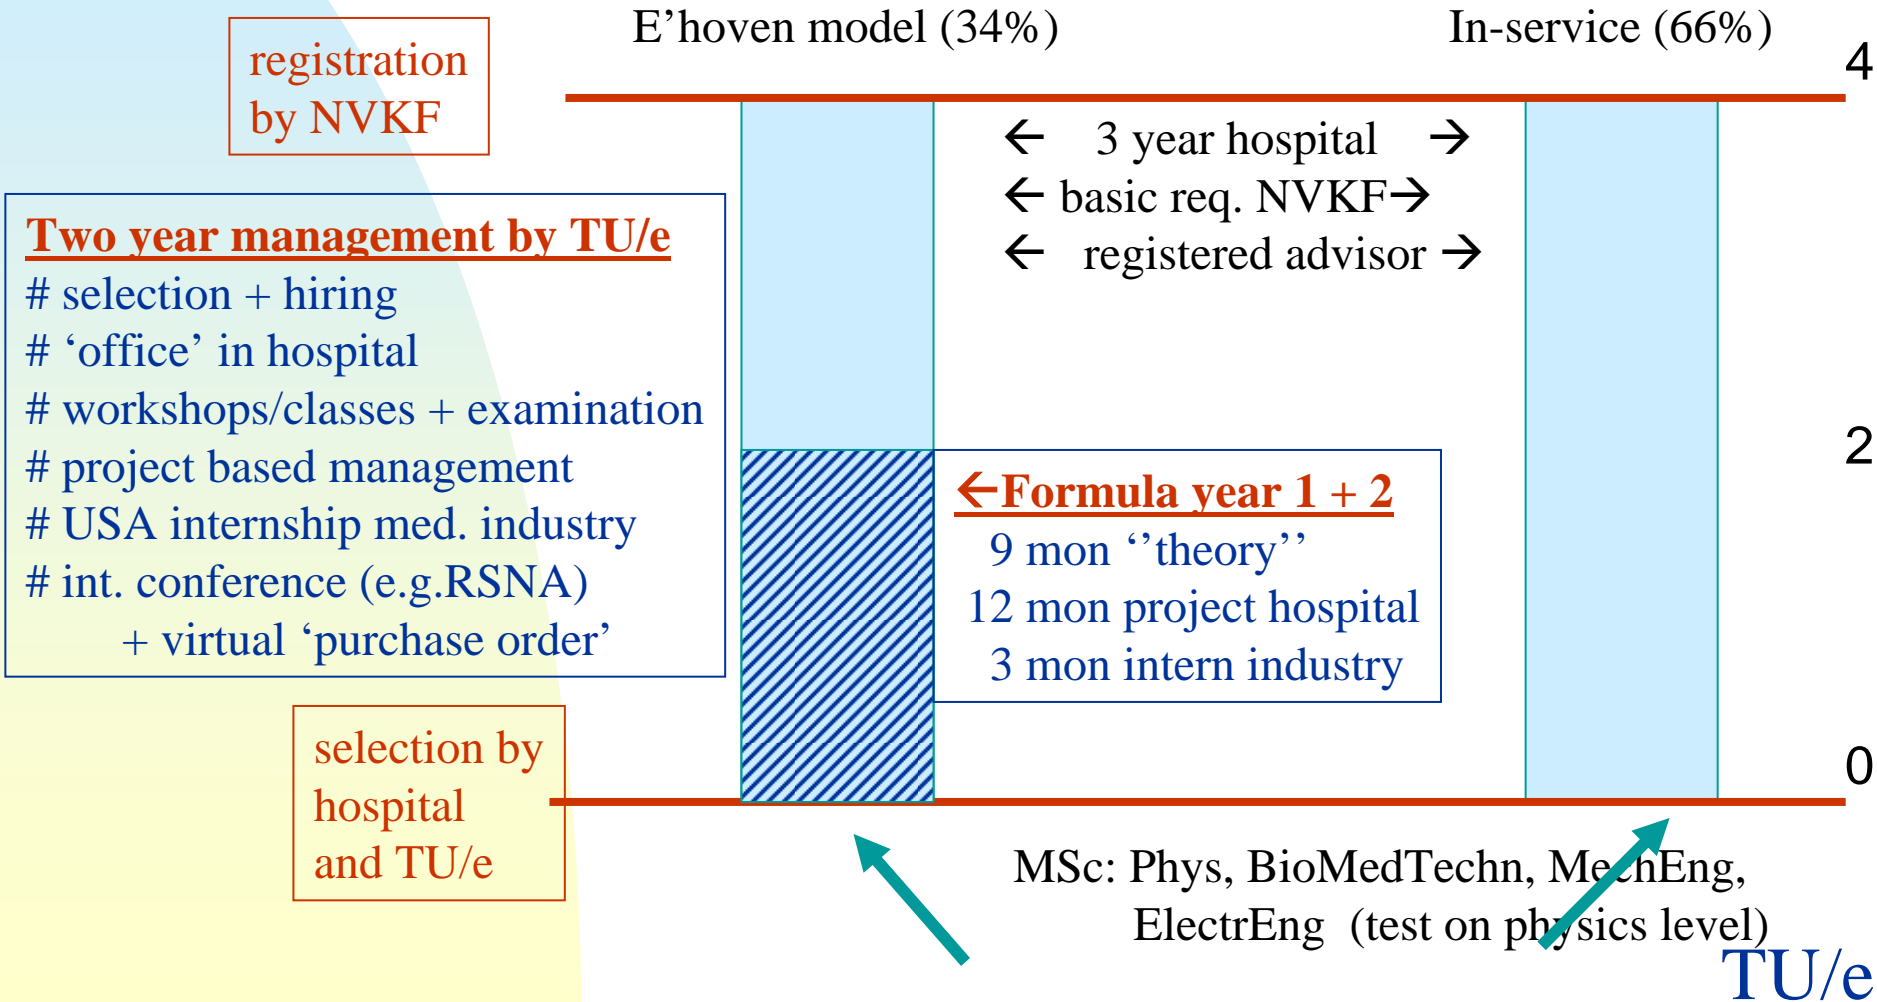 E’hoven model (34%)
In-service (66%)
4
registration
by NVKF
← 3 year hospital →
← basic req. NVKF→
← registered advisor →
Two year management by TU/e
# selection + hiring
# ‘office’ in hospital
# workshops/classes + examination
# project based management
# USA internship med. industry
# int. conference (e.g.RSNA)
+ virtual ‘purchase order’
2
←Formula year 1 + 2
9 mon ‘’theory’’
12 mon project hospital
3 mon intern industry
0
selection by
hospital
and TU/e
MSc: Phys, BioMedTechn, MechEng,
ElectrEng (test on physics level)
TU/e